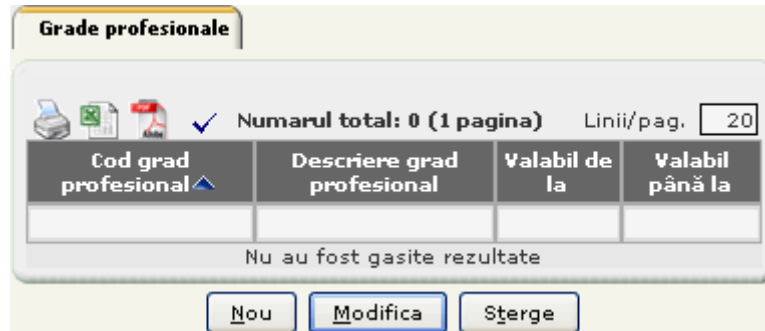 Grade profesionale
Numarul total: 0 (1 pagina) Linii/pag. 20
Cod grad profesional
Descriere grad profesional
Valabil de la
Valabil până la
Nu au fost gasite rezultate
Nou Modifica Sterge